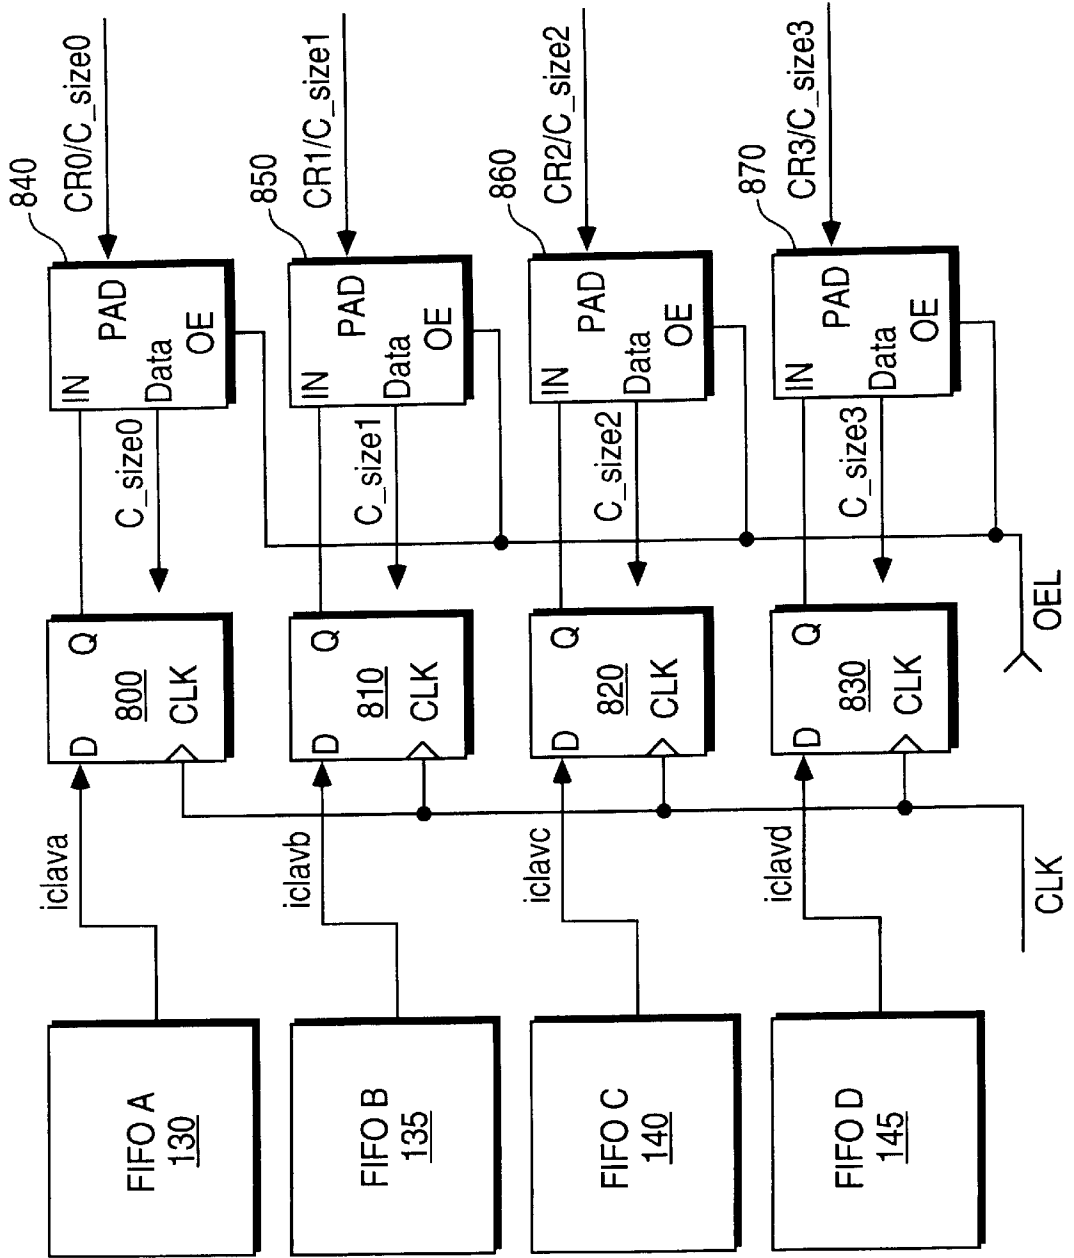 FIFO A
130
iclava
D
Q
800
CLK
C_size0
IN
PAD
Data
OE
840
CR0/C_size0
FIFO B
135
iclavb
D
Q
810
CLK
C_size1
IN
PAD
Data
OE
850
CR1/C_size1
FIFO C
140
iclavc
D
Q
820
CLK
C_size2
IN
PAD
Data
OE
860
CR2/C_size2
FIFO D
145
iclavd
D
Q
830
CLK
C_size3
IN
PAD
Data
OE
870
CR3/C_size3
CLK
OEL